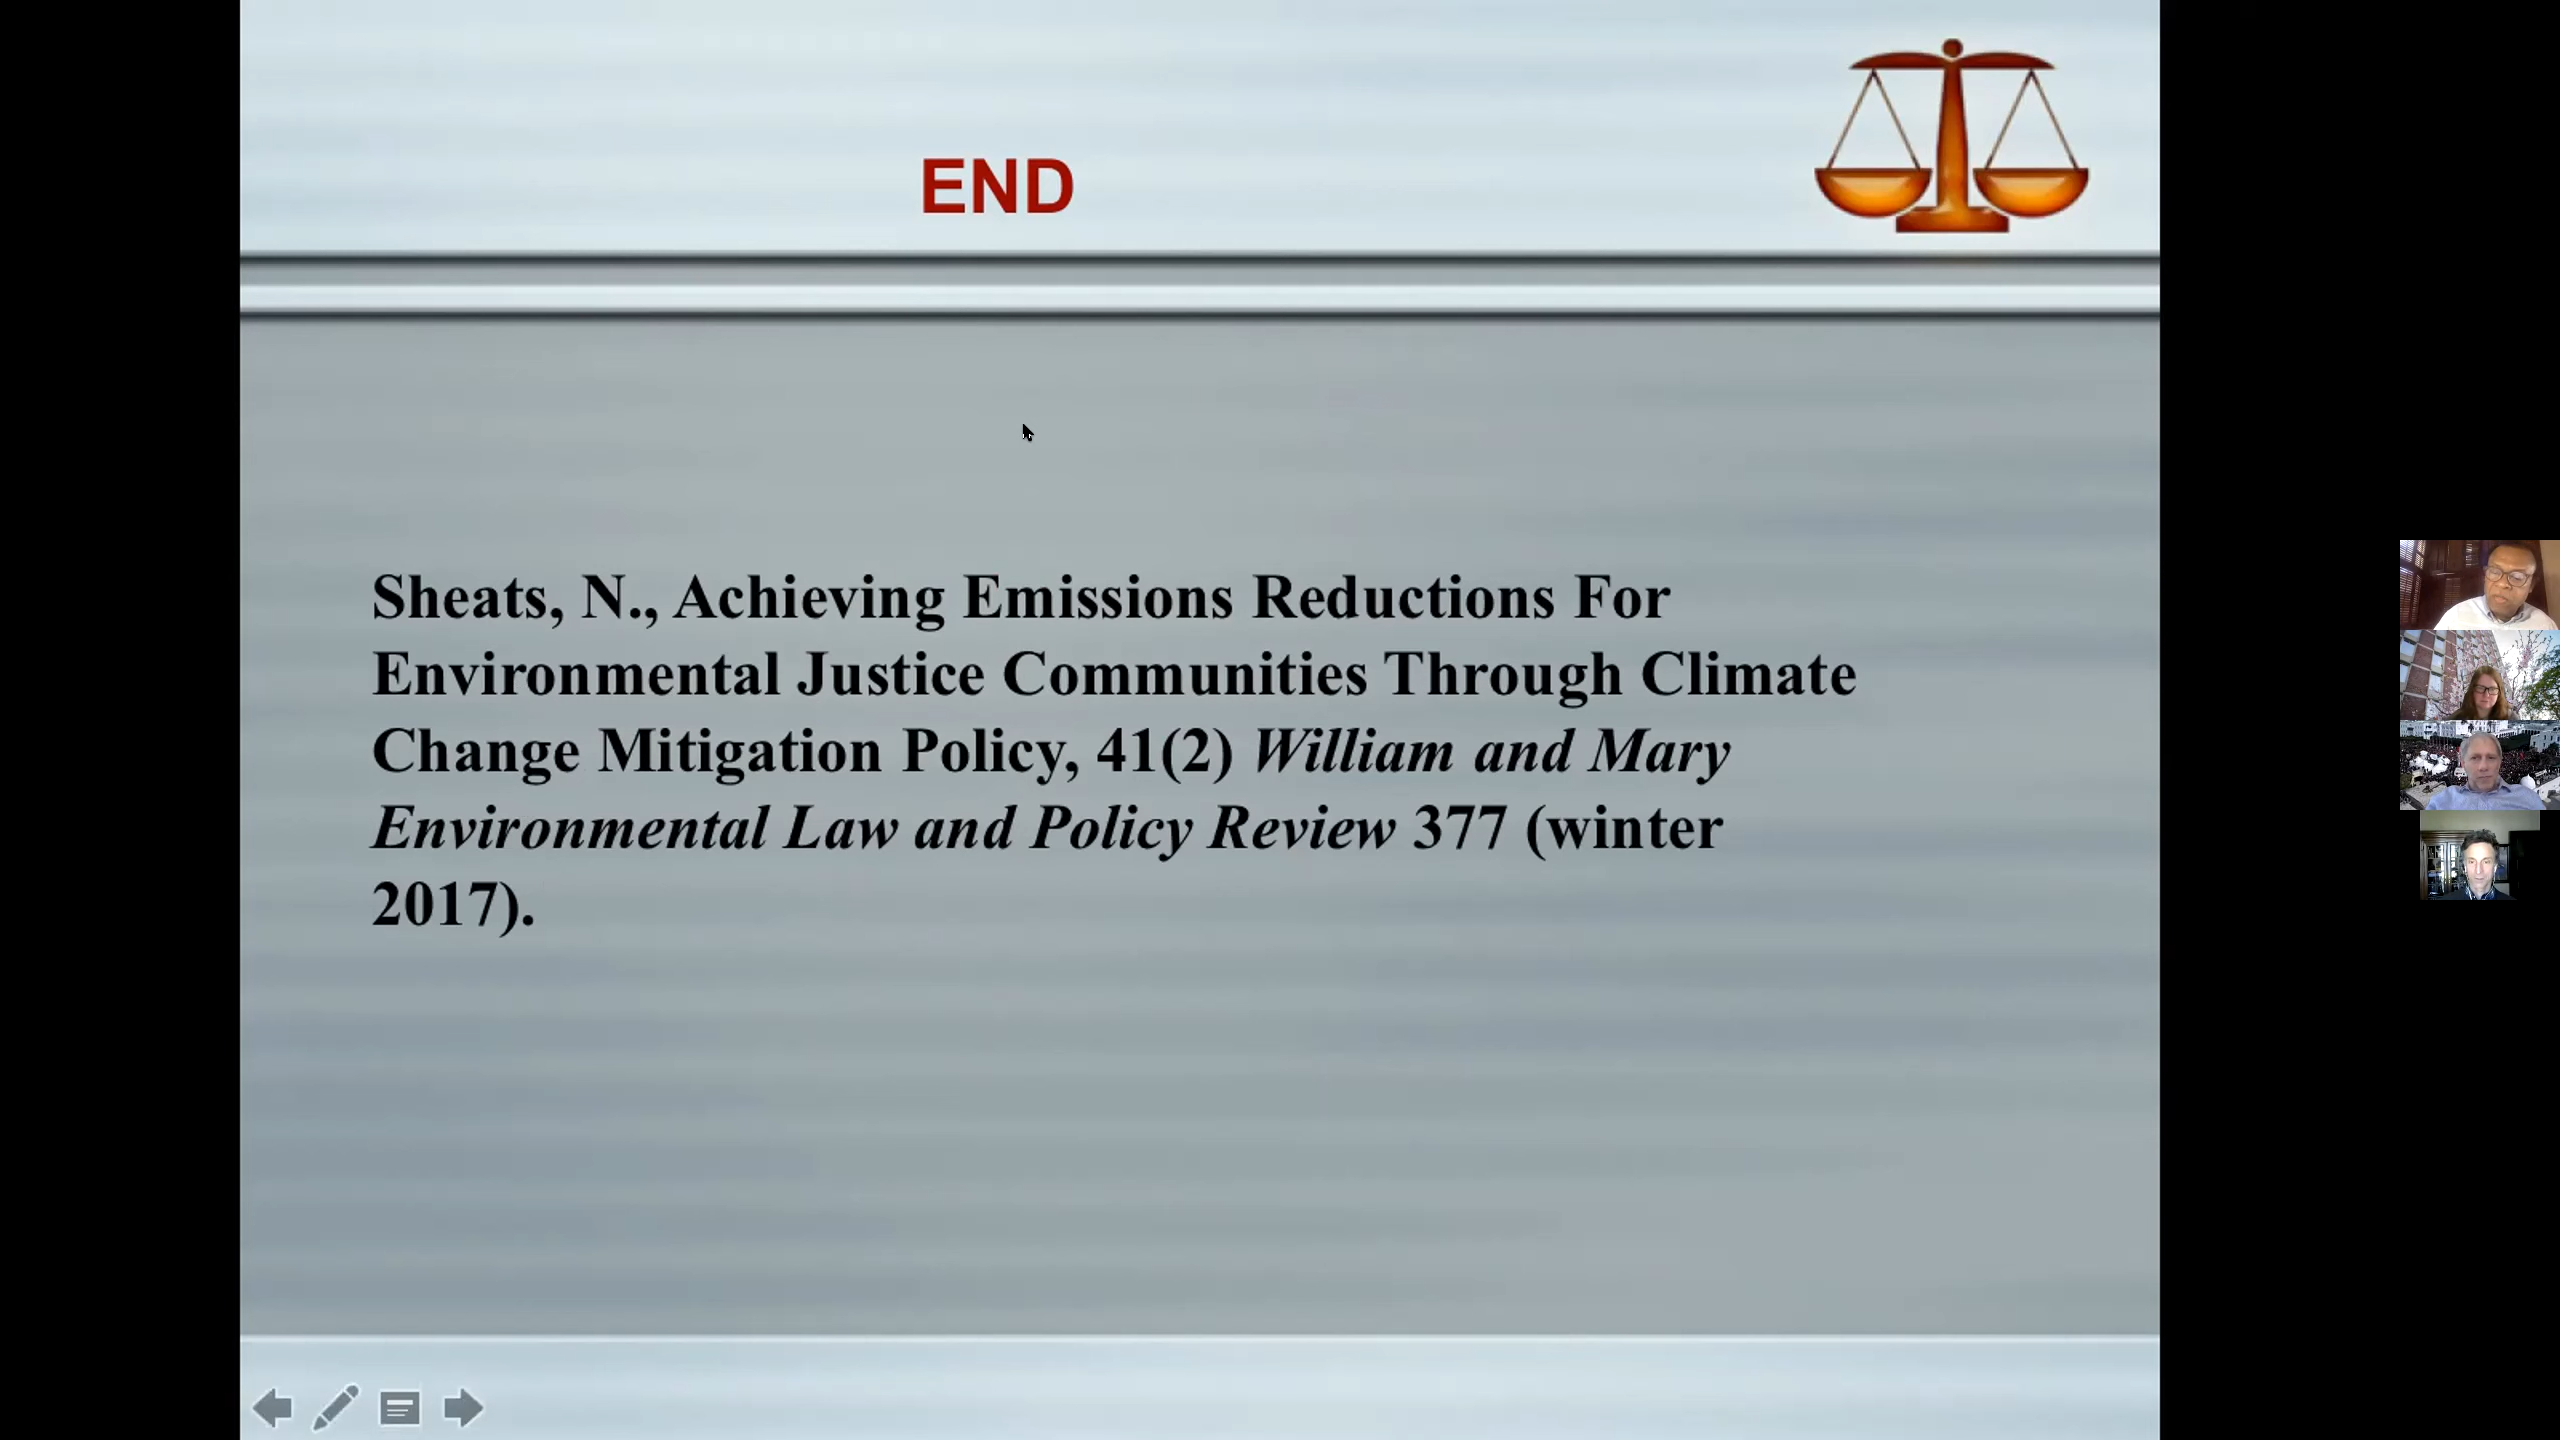 END
Sheats, N., Achieving Emissions Reductions For
Environmental Justice Communities Through Climate
Change Mitigation Policy, 41(2) William and Mary
Environmental Law and Policy Review 377 (winter
2017).